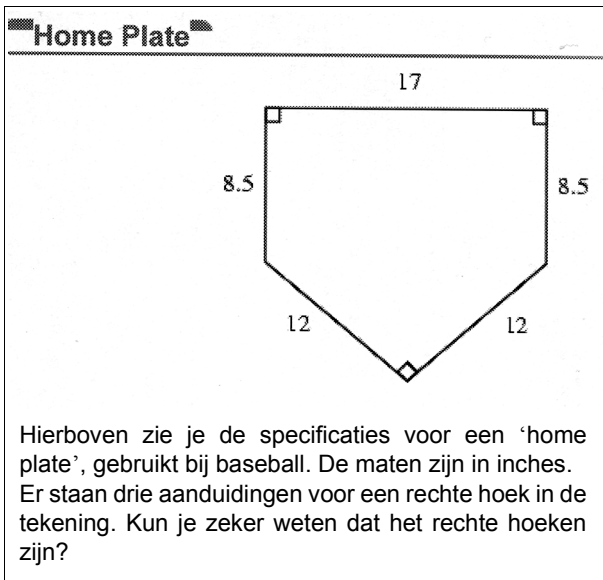 Home Plate
17
8.5
8.5
12
12
Hierboven zie je de specificaties voor een ‘home
plate’, gebruikt bij baseball. De maten zijn in inches.
Er staan drie aanduidingen voor een rechte hoek in de
tekening. Kun je zeker weten dat het rechte hoeken
zijn?